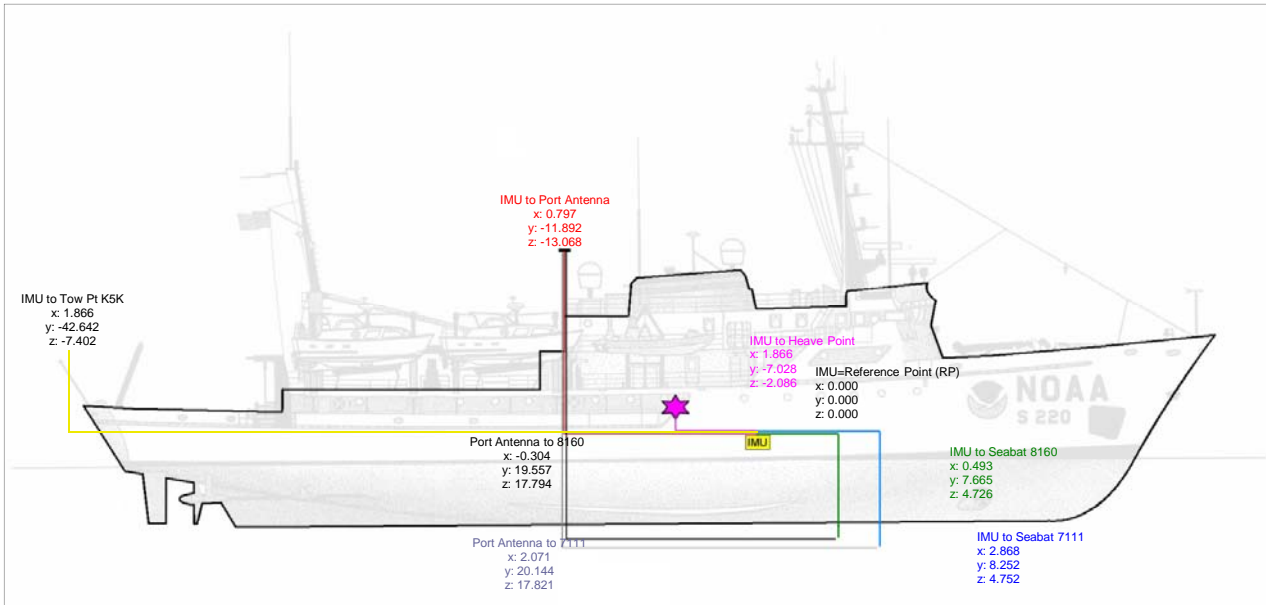 IMU to Port Antenna
x: 0.797
y: -11.892
z: -13.068
IMU to Tow Pt K5K
x: 1.866
y: -42.642
z: -7.402
IMU to Heave Point
x: 1.866
y: -7.028
z: -2.086
IMU=Reference Point (RP)
x: 0.000
y: 0.000
z: 0.000
NOAA
S 220
IMU
Port Antenna to 8160
x: -0.304
y: 19.557
z: 17.794
IMU to Seabat 8160
x: 0.493
y: 7.665
z: 4.726
Port Antenna to 7111
x: 2.071
y: 20.144
z: 17.821
IMU to Seabat 7111
x: 2.868
y: 8.252
z: 4.752